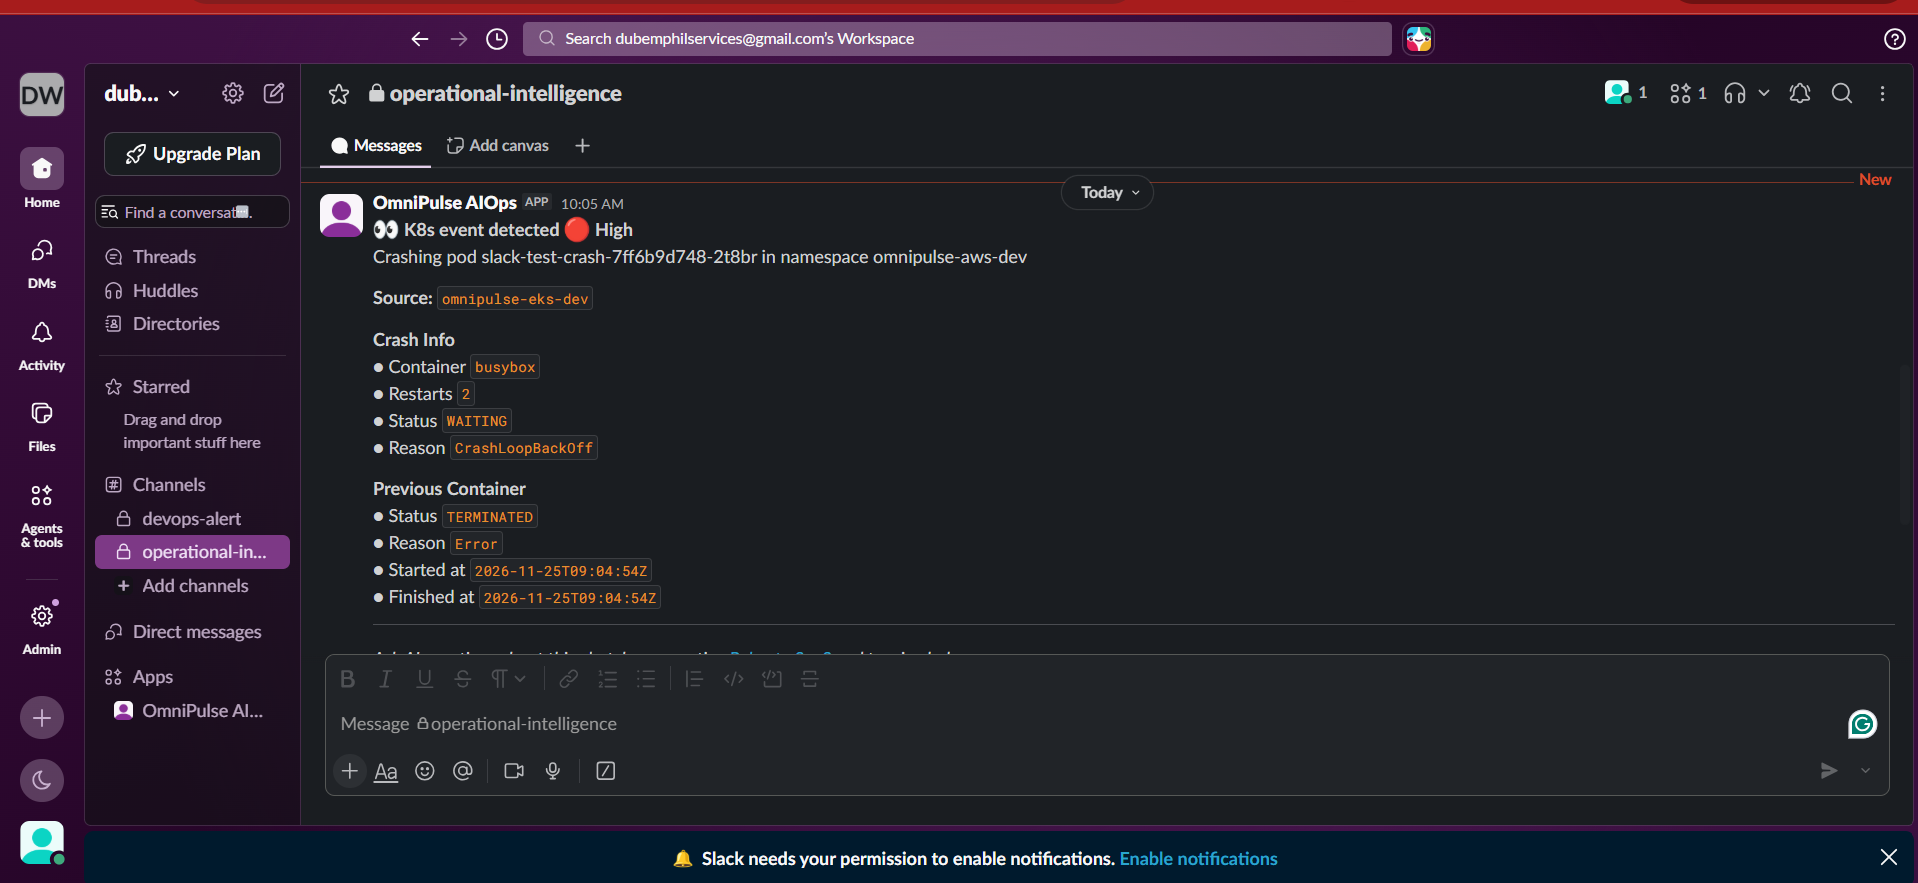 Search dubemphilservices@gmail.com's Workspace
DW
Home
DMs
Activity
Files
Agents
& tools
Admin
dub...
Upgrade Plan
Find a conversat
Threads
Huddles
Directories
Starred
Drag and drop
important stuff here
Channels
devops-alert
operational-in...
+ Add channels
Direct messages
Apps
OmniPulse AI...
operational-intelligence
1
1
Messages
Add canvas
Today
New
OmniPulse AIOps APP 10:05 AM
👀 K8s event detected 🔴 High
Crashing pod slack-test-crash-7ff6b9d748-2t8br in namespace omnipulse-aws-dev
Source: omnipulse-eks-dev
Crash Info
● Container busybox
● Restarts 2
● Status WAITING
● Reason CrashLoopBackOff
Previous Container
● Status TERMINATED
● Reason Error
● Started at 2026-11-25T09:04:54Z
● Finished at 2026-11-25T09:04:54Z
Message operational-intelligence
Aa
Slack needs your permission to enable notifications. Enable notifications